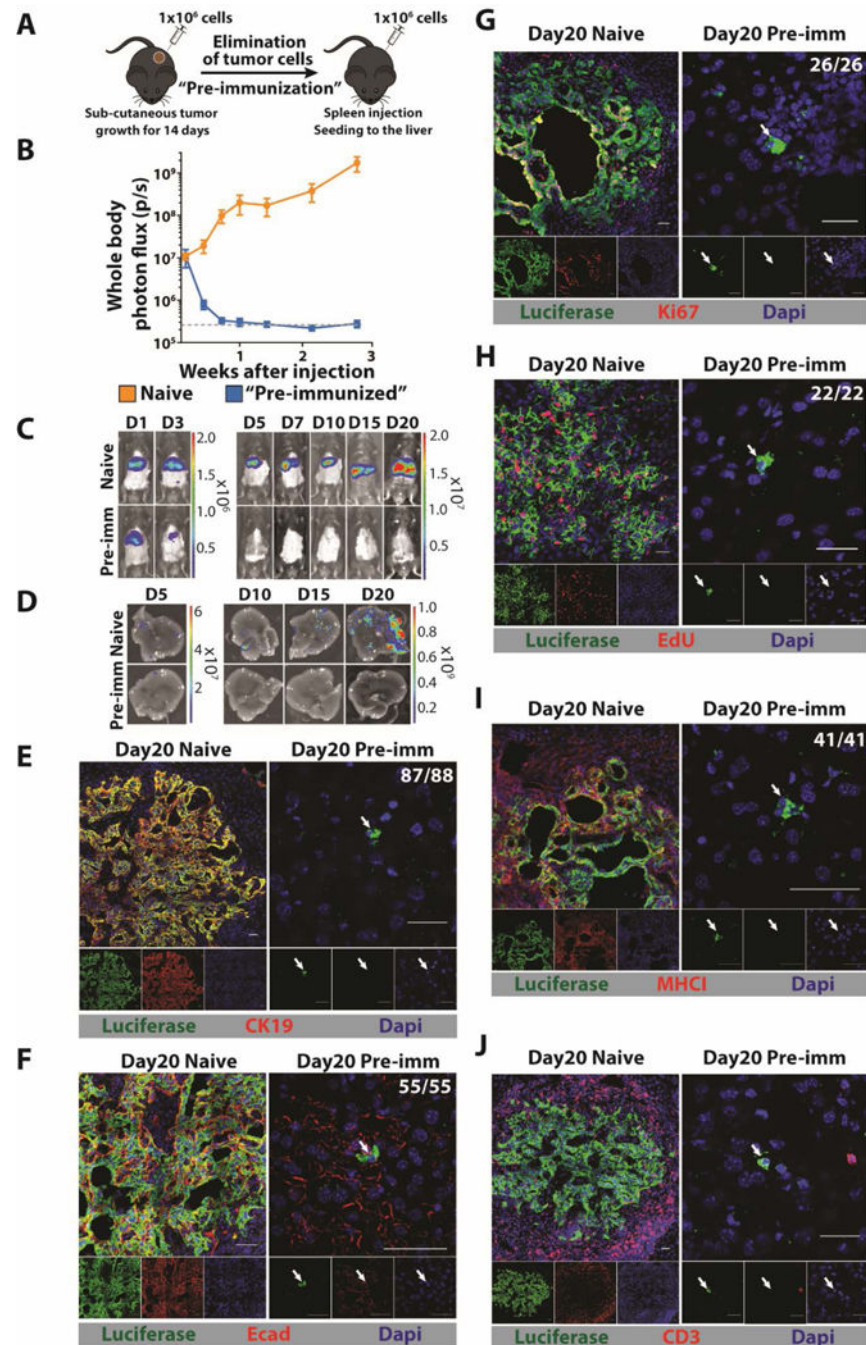 A
1x10⁶ cells
1x10⁶ cells
Elimination
of tumor cells
"Pre-immunization"
Sub-cutaneous tumor
growth for 14 days
Spleen injection
Seeding to the liver
B
Whole body
photon flux (p/s)
10⁹
10⁸
10⁷
10⁶
10⁵
1
2
3
Weeks after injection
Naive
"Pre-immunized"
C
D1
D3
D5
D7
D10
D15
D20
Naive
Pre-imm
2.0
1.5
1.0
0.5
x10⁶
2.0
1.5
1.0
0.5
x10⁷
D
D5
D10
D15
D20
Naive
Pre-imm
6
4
2
x10⁷
1.0
0.8
0.6
0.4
0.2
x10⁹
E
Day20 Naive
Day20 Pre-imm
87/88
Luciferase CK19 Dapi
F
Day20 Naive
Day20 Pre-imm
55/55
Luciferase Ecad Dapi
G
Day20 Naive
Day20 Pre-imm
26/26
Luciferase Ki67 Dapi
H
Day20 Naive
Day20 Pre-imm
22/22
Luciferase EdU Dapi
I
Day20 Naive
Day20 Pre-imm
41/41
Luciferase MHCI Dapi
J
Day20 Naive
Day20 Pre-imm
Luciferase CD3 Dapi